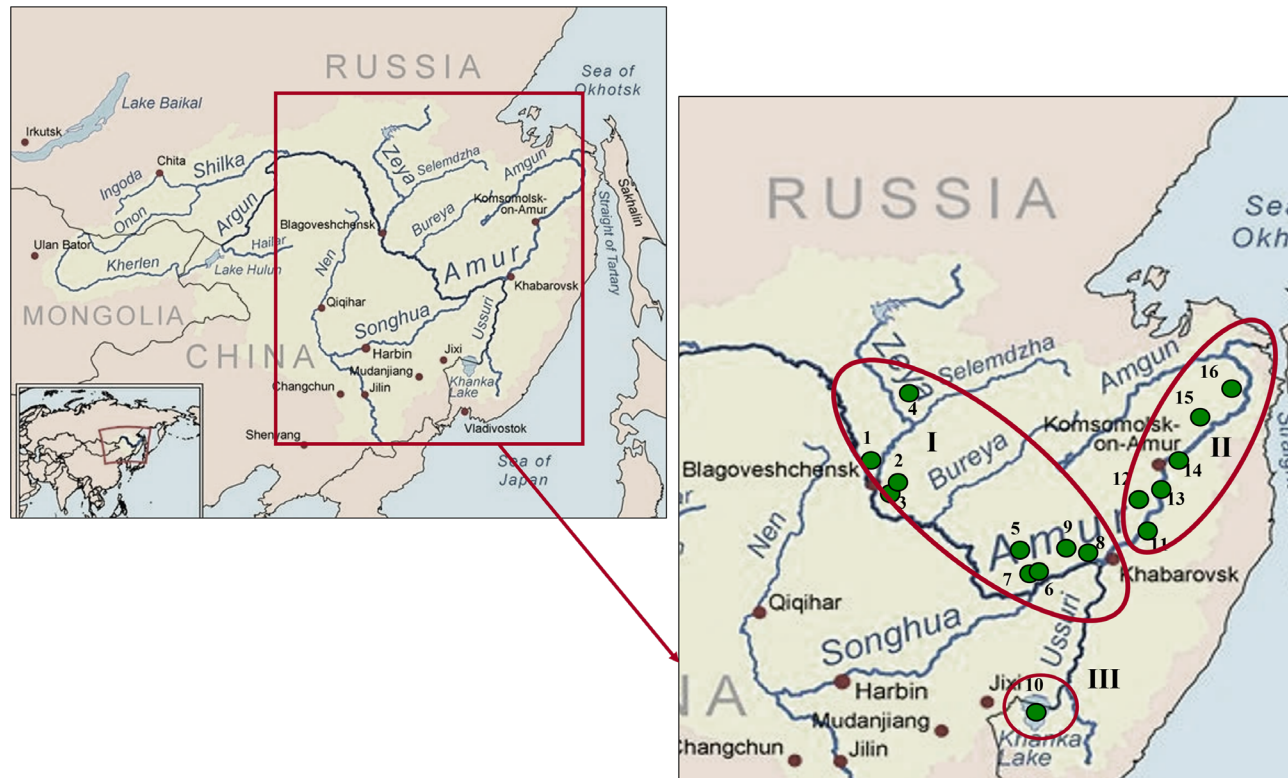 RUSSIA
Sea of
Okhotsk
Lake Baikal
Irkutsk
Chita
Shilka
Ingoda
Onon
Argun
Zeya
Selemdzha
Amgun
Komsomolsk-
on-Amur
Sakhalin
Straight of Tartary
Bureya
Blagoveshchensk
Ulan Bator
Kherlen
Hailar
Lake Hulun
Nen
Amur
Khabarovsk
MONGOLIA
Qiqihar
Songhua
Ussuri
CHINA
Harbin
Jixi
Mudanjiang
Khanka
Lake
Changchun
Jilin
Vladivostok
Shenyang
Sea of
Japan
RUSSIA
Sea
Okh
Zeya
Selemdzha
4
Amgun
16
15
Komsomolsk-
on-Amur
II
14
I
1
2
3
Blagoveshchensk
Bureya
12
13
11
ar
Nen
Amur
5
9
8
7
6
Khabarovsk
Straig
Qiqihar
Songhua
Ussuri
NA
Harbin
Jixi
10
III
Mudanjiang
Khanka
Lake
Changchun
Jilin